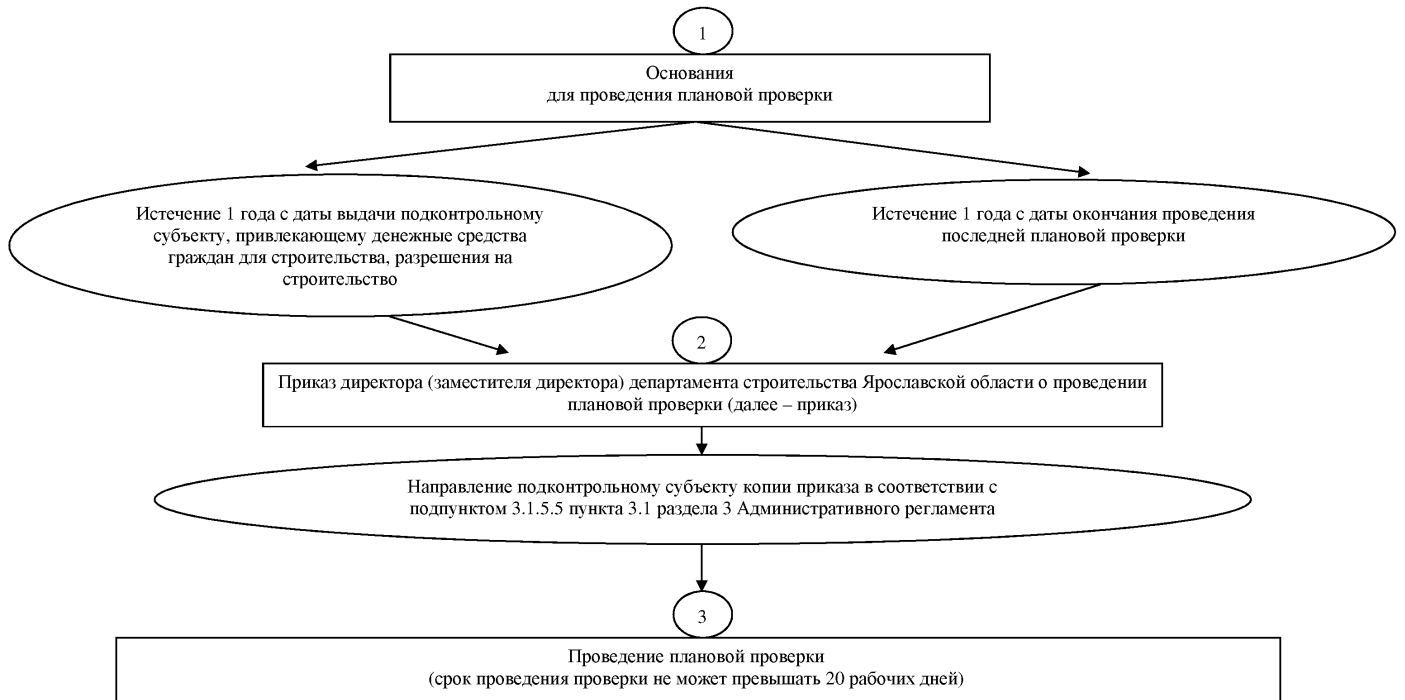 1
Основания
для проведения плановой проверки
Истечение 1 года с даты выдачи подконтрольному
субъекту, привлекающему денежные средства
граждан для строительства, разрешения на
строительство
Истечение 1 года с даты окончания проведения
последней плановой проверки
2
Приказ директора (заместителя директора) департамента строительства Ярославской области о проведении
плановой проверки (далее – приказ)
Направление подконтрольному субъекту копии приказа в соответствии с
подпунктом 3.1.5.5 пункта 3.1 раздела 3 Административного регламента
3
Проведение плановой проверки
(срок проведения проверки не может превышать 20 рабочих дней)